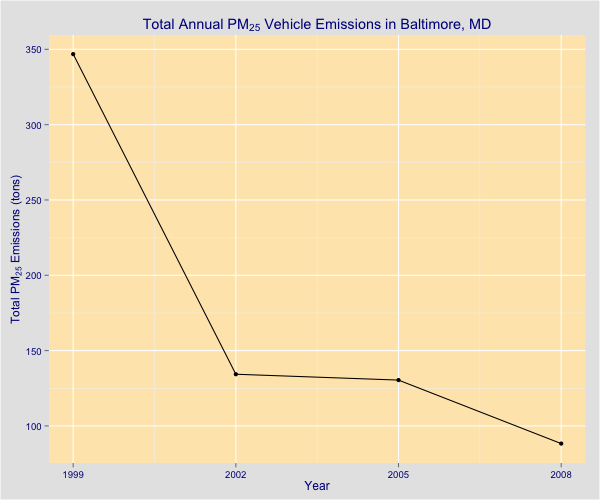 Total Annual PM25 Vehicle Emissions in Baltimore, MD
Total PM25 Emissions (tons)
350
300
250
200
150
100
1999 2002 2005 2008
Year